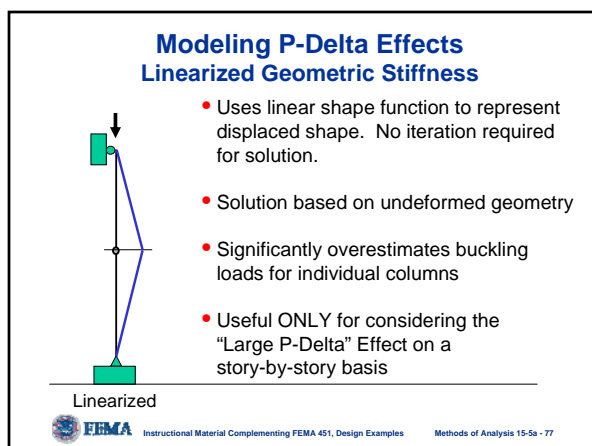 Modeling P-Delta Effects
Linearized Geometric Stiffness
• Uses linear shape function to represent
displaced shape.  No iteration required
for solution.
• Solution based on undeformed geometry
• Significantly overestimates buckling
loads for individual columns
• Useful ONLY for considering the
“Large P-Delta” Effect on a
story-by-story basis
Linearized
FEMA
Instructional Material Complementing FEMA 451, Design Examples
Methods of Analysis 15-5a - 77